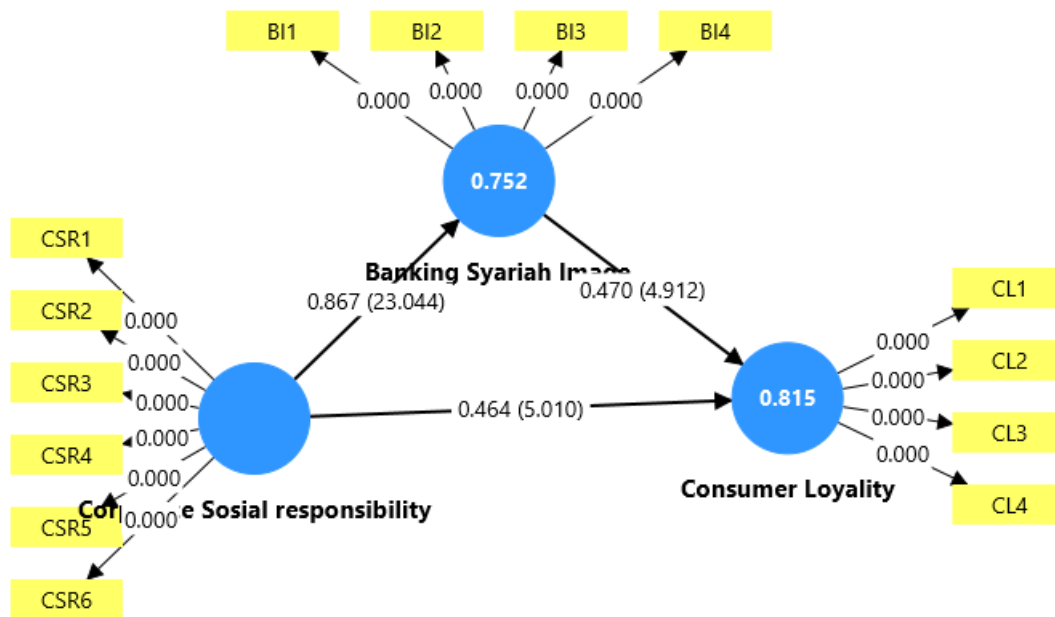 BI1 BI2 BI3 BI4
0.000 0.000 0.000 0.000
0.752
Banking Syariah Image
0.867 (23.044)
0.470 (4.912)
CSR1
CSR2
CSR3
CSR4
CSR5
CSR6
0.000
0.000
0.000
0.000
0.000
0.000
Sosial responsibility
0.464 (5.010)
0.815
Consumer Loyality
0.000
0.000
0.000
0.000
CL1
CL2
CL3
CL4